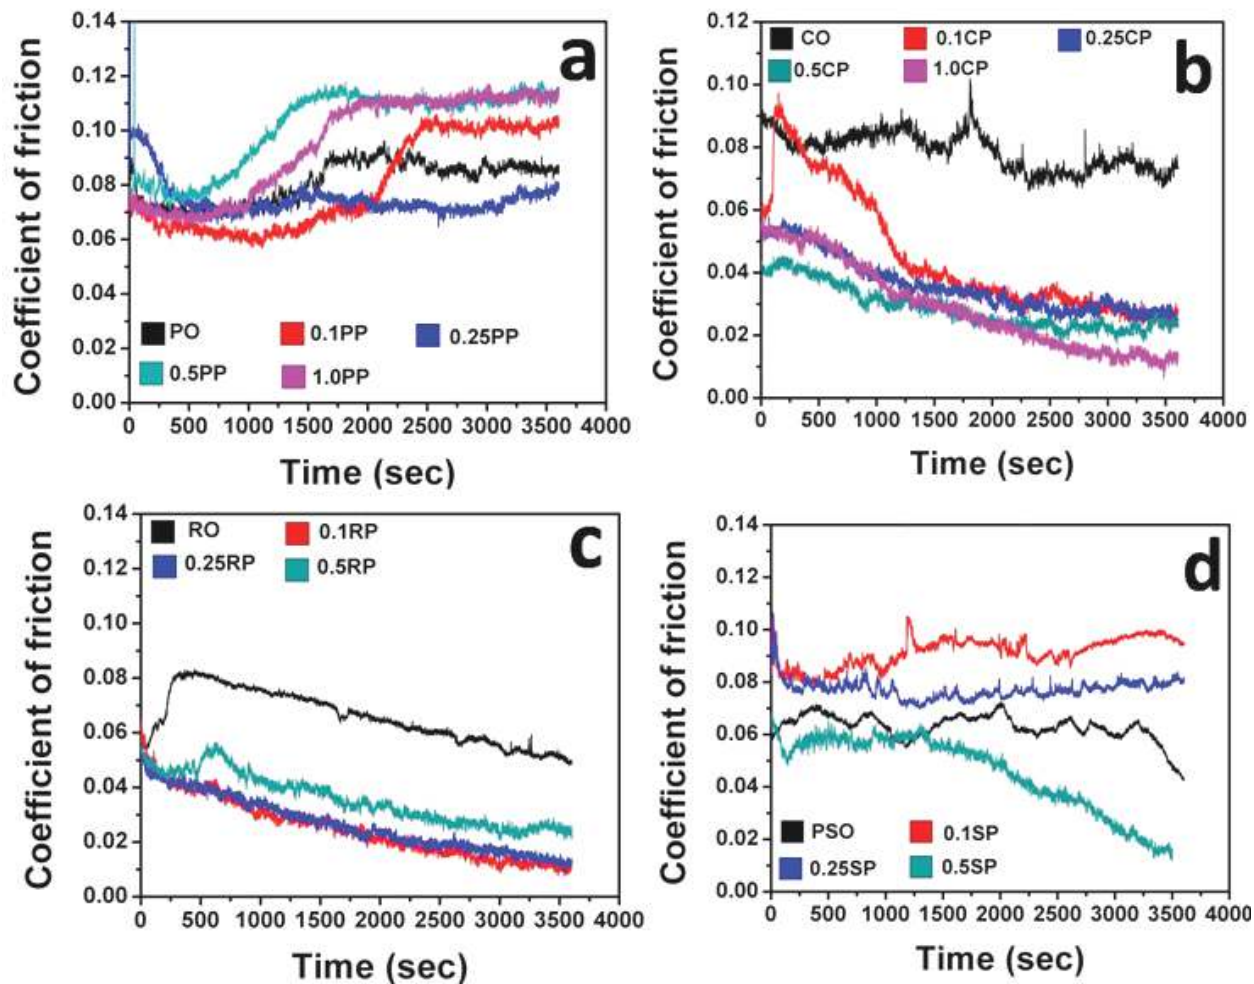 a
Coefficient of friction
0.14
0.12
0.10
0.08
0.06
0.04
0.02
0.00
PO 0.1PP 0.25PP
0.5PP 1.0PP
0 500 1000 1500 2000 2500 3000 3500 4000
Time (sec)
b
Coefficient of friction
0.12
0.10
0.08
0.06
0.04
0.02
0.00
CO 0.1CP 0.25CP
0.5CP 1.0CP
0 500 1000 1500 2000 2500 3000 3500 4000
Time (sec)
c
Coefficient of friction
0.14
0.12
0.10
0.08
0.06
0.04
0.02
0.00
RO 0.1RP
0.25RP 0.5RP
0 500 1000 1500 2000 2500 3000 3500 4000
Time (sec)
d
Coefficient of friction
0.14
0.12
0.10
0.08
0.06
0.04
0.02
0.00
PSO 0.1SP
0.25SP 0.5SP
0 500 1000 1500 2000 2500 3000 3500 4000
Time (sec)